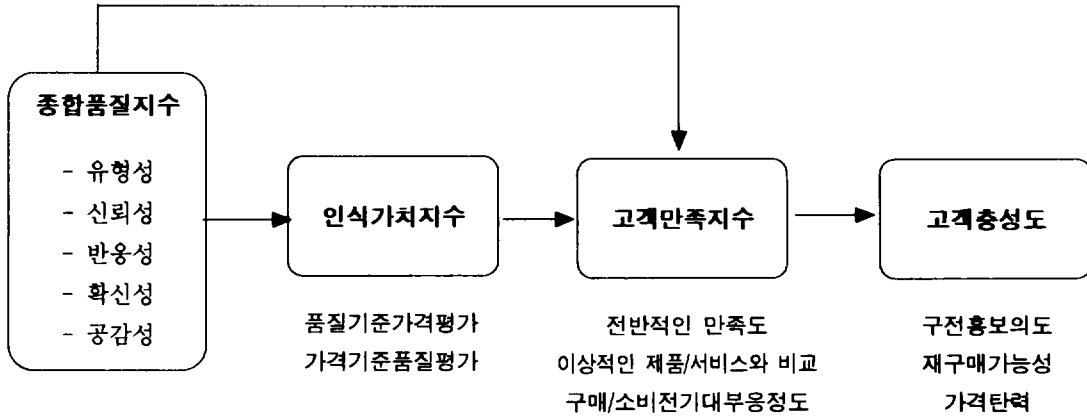 종합품질지수
- 유형성
- 신뢰성
- 반응성
- 확신성
- 공감성
인식가치지수
품질기준가격평가
가격기준품질평가
고객만족지수
전반적인 만족도
이상적인 제품/서비스와 비교
구매/소비전기대부응정도
고객충성도
구전홍보의도
재구매가능성
가격탄력